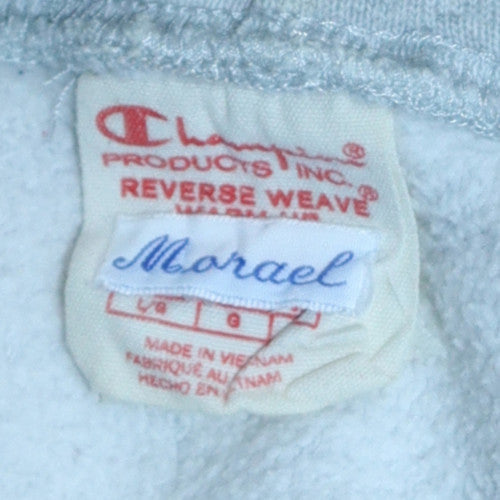 Champion®
PRODUCTS INC.
REVERSE WEAVE®
Morael
L/G G
MADE IN VIETNAM
FABRIQUÉ AU
HECHO EN